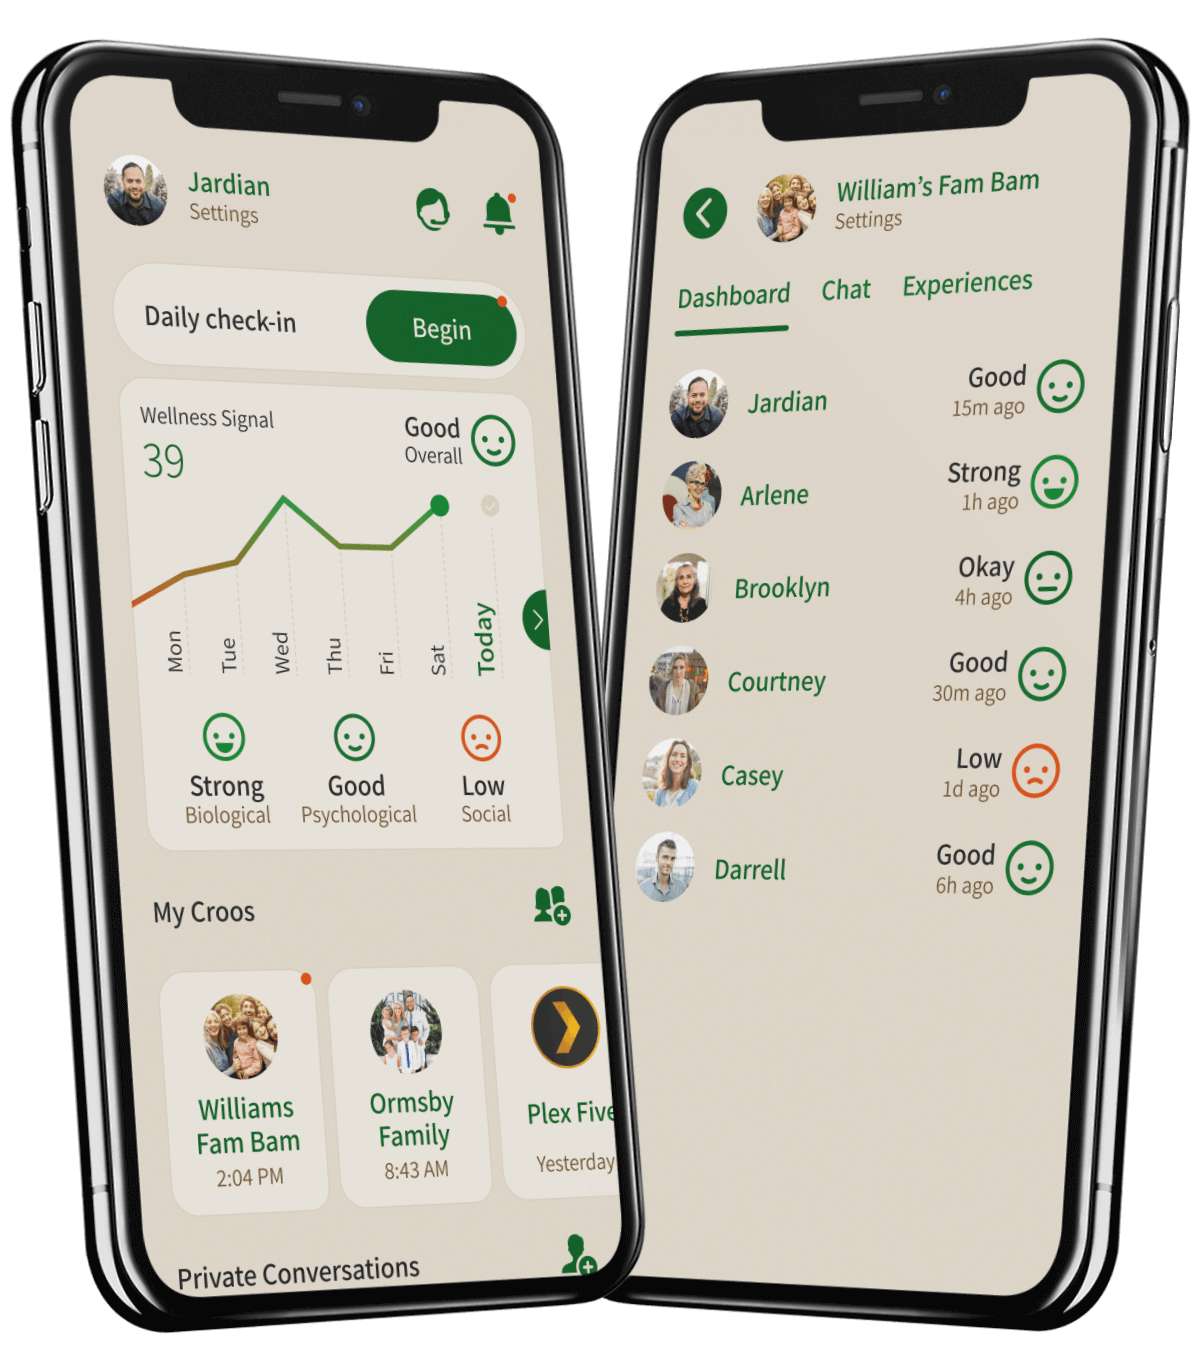 Jardian
Settings
Daily check-in
Begin
Wellness Signal
39
Good
Overall
Mon
Tue
Wed
Thu
Fri
Sat
Today
Strong
Biological
Good
Psychological
Low
Social
My Croos
Williams
Fam Bam
2:04 PM
Ormsby
Family
8:43 AM
Plex Five
Yesterday
Private Conversations
William’s Fam Bam
Settings
Dashboard Chat Experiences
Jardian
Good
15m ago
Arlene
Strong
1h ago
Brooklyn
Okay
4h ago
Courtney
Good
30m ago
Casey
Low
1d ago
Darrell
Good
6h ago